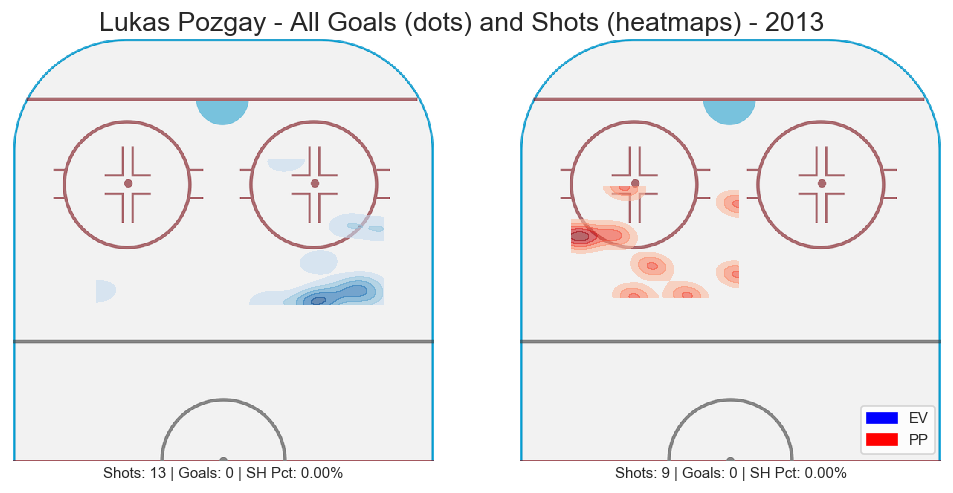 Lukas Pozgay - All Goals (dots) and Shots (heatmaps) - 2013
EV
PP
Shots: 13 | Goals: 0 | SH Pct: 0.00%
Shots: 9 | Goals: 0 | SH Pct: 0.00%